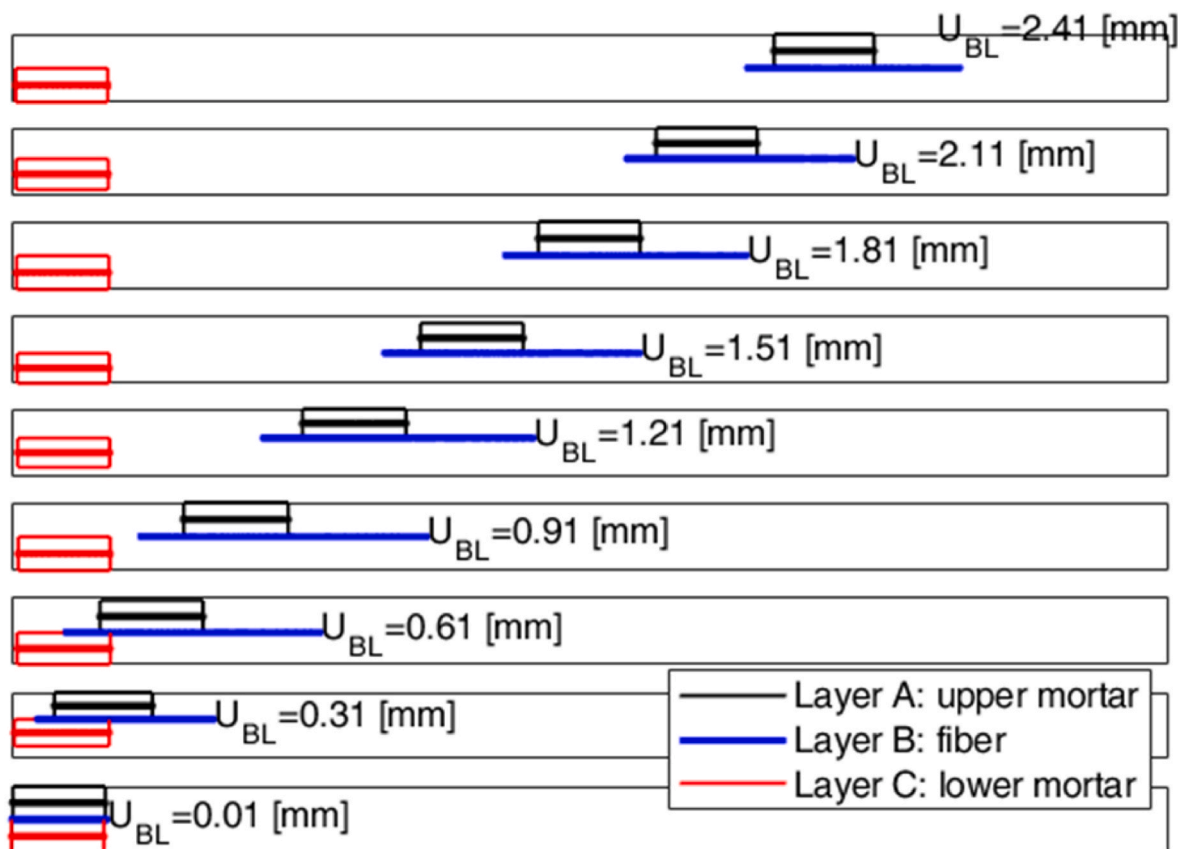 U_BL=2.41 [mm]
U_BL=2.11 [mm]
U_BL=1.81 [mm]
U_BL=1.51 [mm]
U_BL=1.21 [mm]
U_BL=0.91 [mm]
U_BL=0.61 [mm]
U_BL=0.31 [mm]
Layer A: upper mortar
Layer B: fiber
Layer C: lower mortar
U_BL=0.01 [mm]